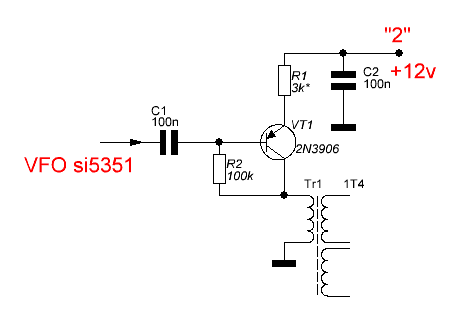 "2"
+12v
R1
3k*
C2
100n
C1
100n
VT1
2N3906
VFO si5351
R2
100k
Tr1 1T4